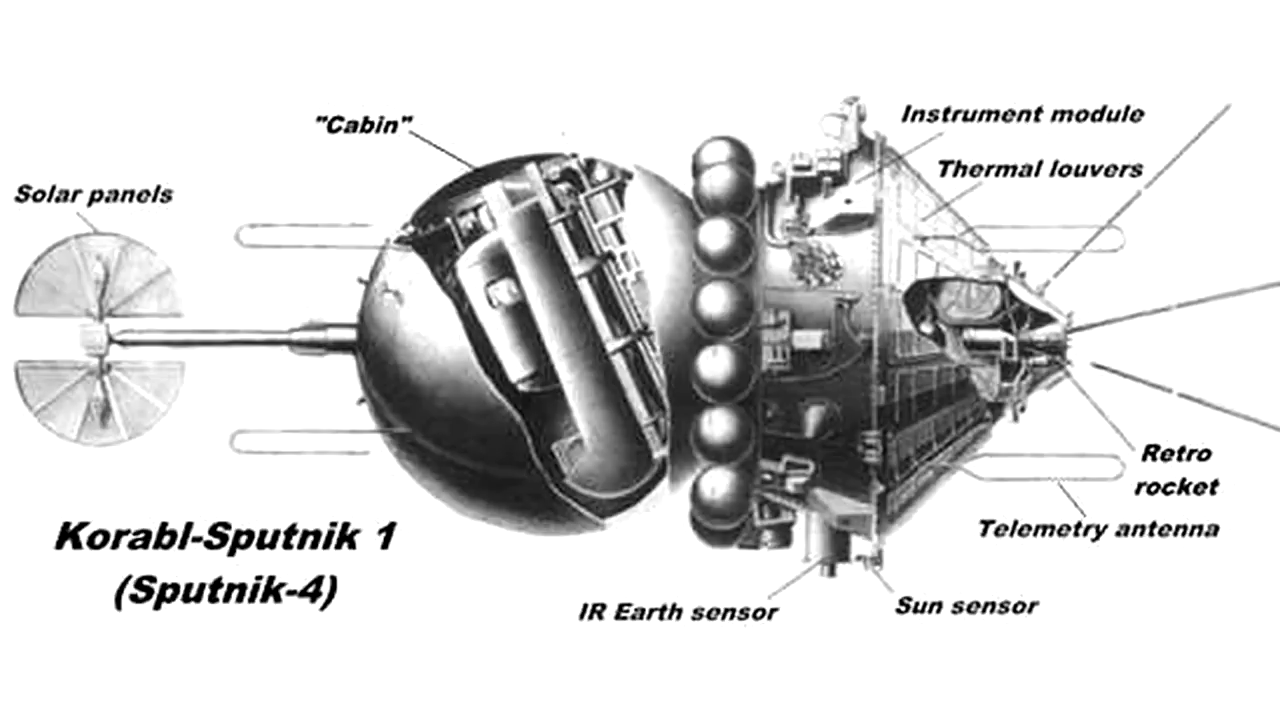 "Cabin"
Instrument module
Thermal louvers
Solar panels
Retro
rocket
Telemetry antenna
Korabl-Sputnik 1
(Sputnik-4)
IR Earth sensor
Sun sensor